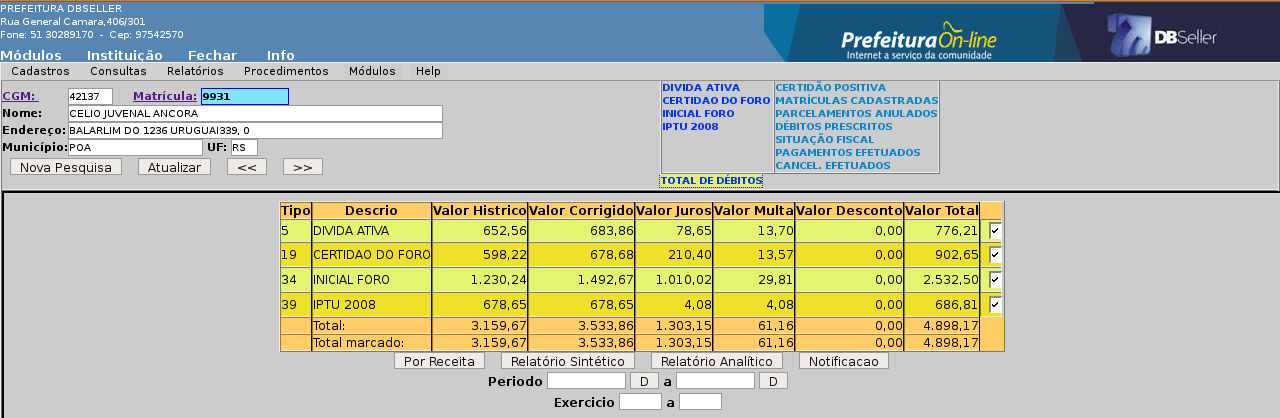 PREFEITURA DBSELLER
Rua General Camara,406/301
Fone: 51 30289170 - Cep: 97542570
Módulos Instituição Fechar Info
Prefeitura On-line
Internet a serviço da comunidade
DBSeller
Cadastros Consultas Relatórios Procedimentos Módulos Help
CGM: 42137 Matrícula: 9931
Nome: CELIO JUVENAL ANCORA
Endereço: BALARLIM DO 1236 URUGUAI339, 0
Município: POA UF: RS
Nova Pesquisa Atualizar << >>
DIVIDA ATIVA
CERTIDAO DO FORO
INICIAL FORO
IPTU 2008
CERTIDÃO POSITIVA
MATRÍCULAS CADASTRADAS
PARCELAMENTOS ANULADOS
DÉBITOS PRESCRITOS
SITUAÇÃO FISCAL
PAGAMENTOS EFETUADOS
CANCEL. EFETUADOS
TOTAL DE DÉBITOS
Tipo Descrio Valor Histrico Valor Corrigido Valor Juros Valor Multa Valor Desconto Valor Total
5 DIVIDA ATIVA 652,56 683,86 78,65 13,70 0,00 776,21
19 CERTIDAO DO FORO 598,22 678,68 210,40 13,57 0,00 902,65
34 INICIAL FORO 1.230,24 1.492,67 1.010,02 29,81 0,00 2.532,50
39 IPTU 2008 678,65 678,65 4,08 4,08 0,00 686,81
Total: 3.159,67 3.533,86 1.303,15 61,16 0,00 4.898,17
Total marcado: 3.159,67 3.533,86 1.303,15 61,16 0,00 4.898,17
Por Receita Relatório Sintético Relatório Analítico Notificacao
Periodo D a D
Exercicio a